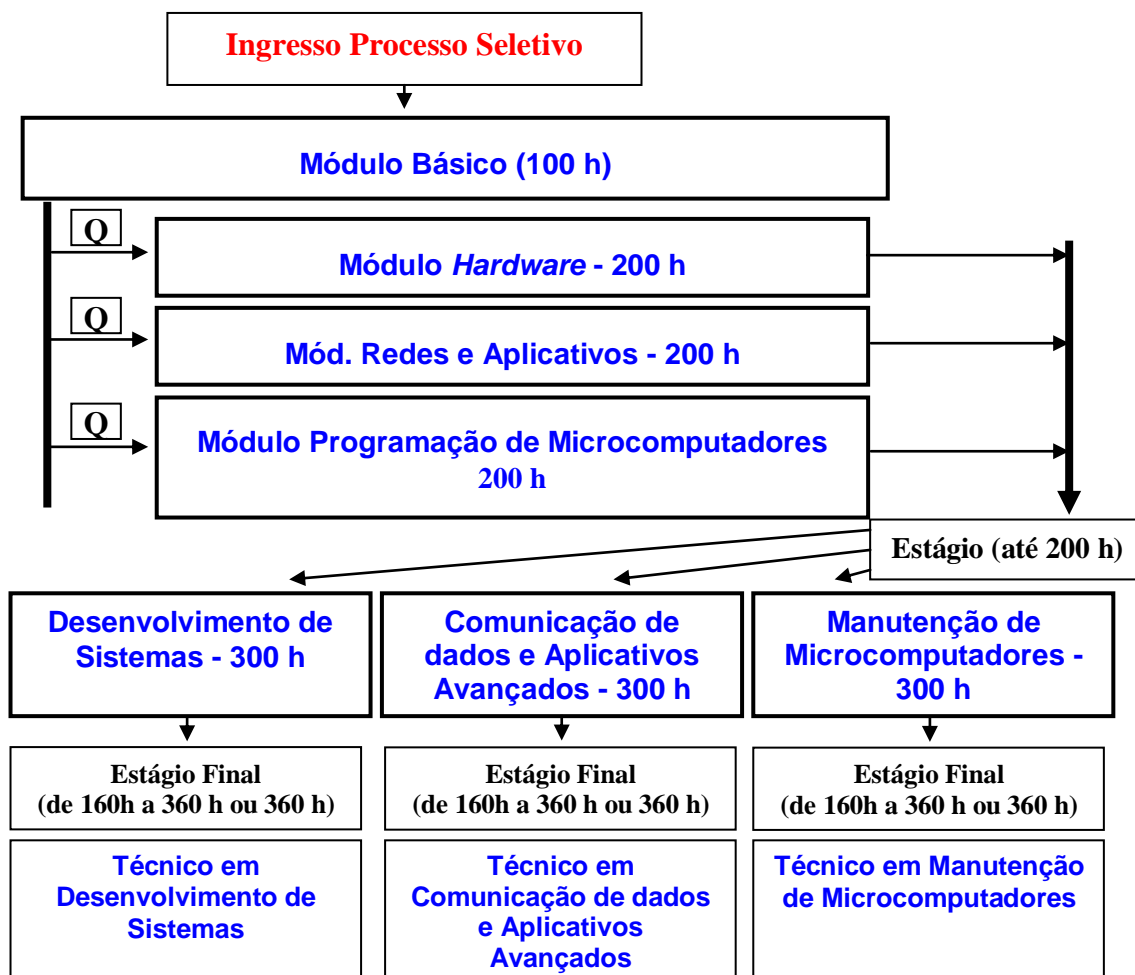 Ingresso Processo Seletivo
Módulo Básico (100 h)
Q
Módulo Hardware - 200 h
Q
Mód. Redes e Aplicativos - 200 h
Q
Módulo Programação de Microcomputadores
200 h
Estágio (até 200 h)
Desenvolvimento de
Sistemas - 300 h
Comunicação de
dados e Aplicativos
Avançados - 300 h
Manutenção de
Microcomputadores -
300 h
Estágio Final
(de 160h a 360 h ou 360 h)
Estágio Final
(de 160h a 360 h ou 360 h)
Estágio Final
(de 160h a 360 h ou 360 h)
Técnico em
Desenvolvimento de
Sistemas
Técnico em
Comunicação de dados
e Aplicativos
Avançados
Técnico em Manutenção
de Microcomputadores